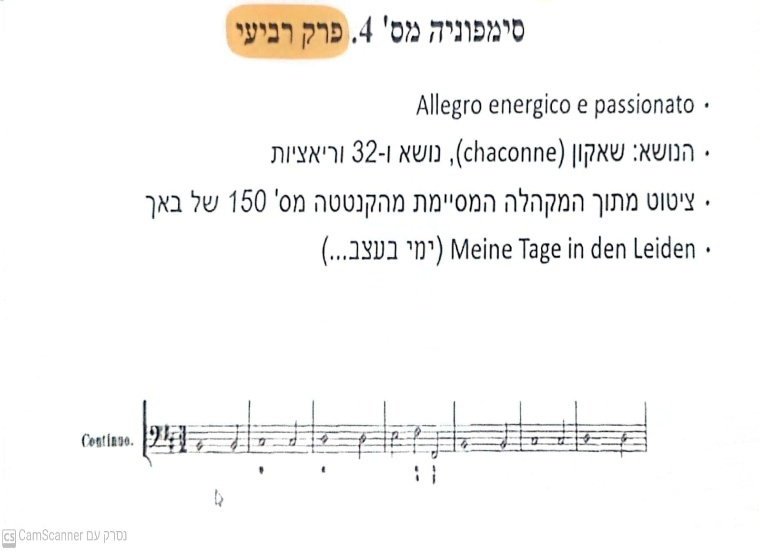 סימפוניה מס' 4. פרק רביעי
• Allegro energico e passionato
• הנושא: שאקון (chaconne), נושא ו-32 וריאציות
• ציטוט מתוך המקהלה המסיימת מהקנטטה מס' 150 של באך
• Meine Tage in den Leiden (ימי בעצב...)
Continuo.
CS נסרק עם CamScanner